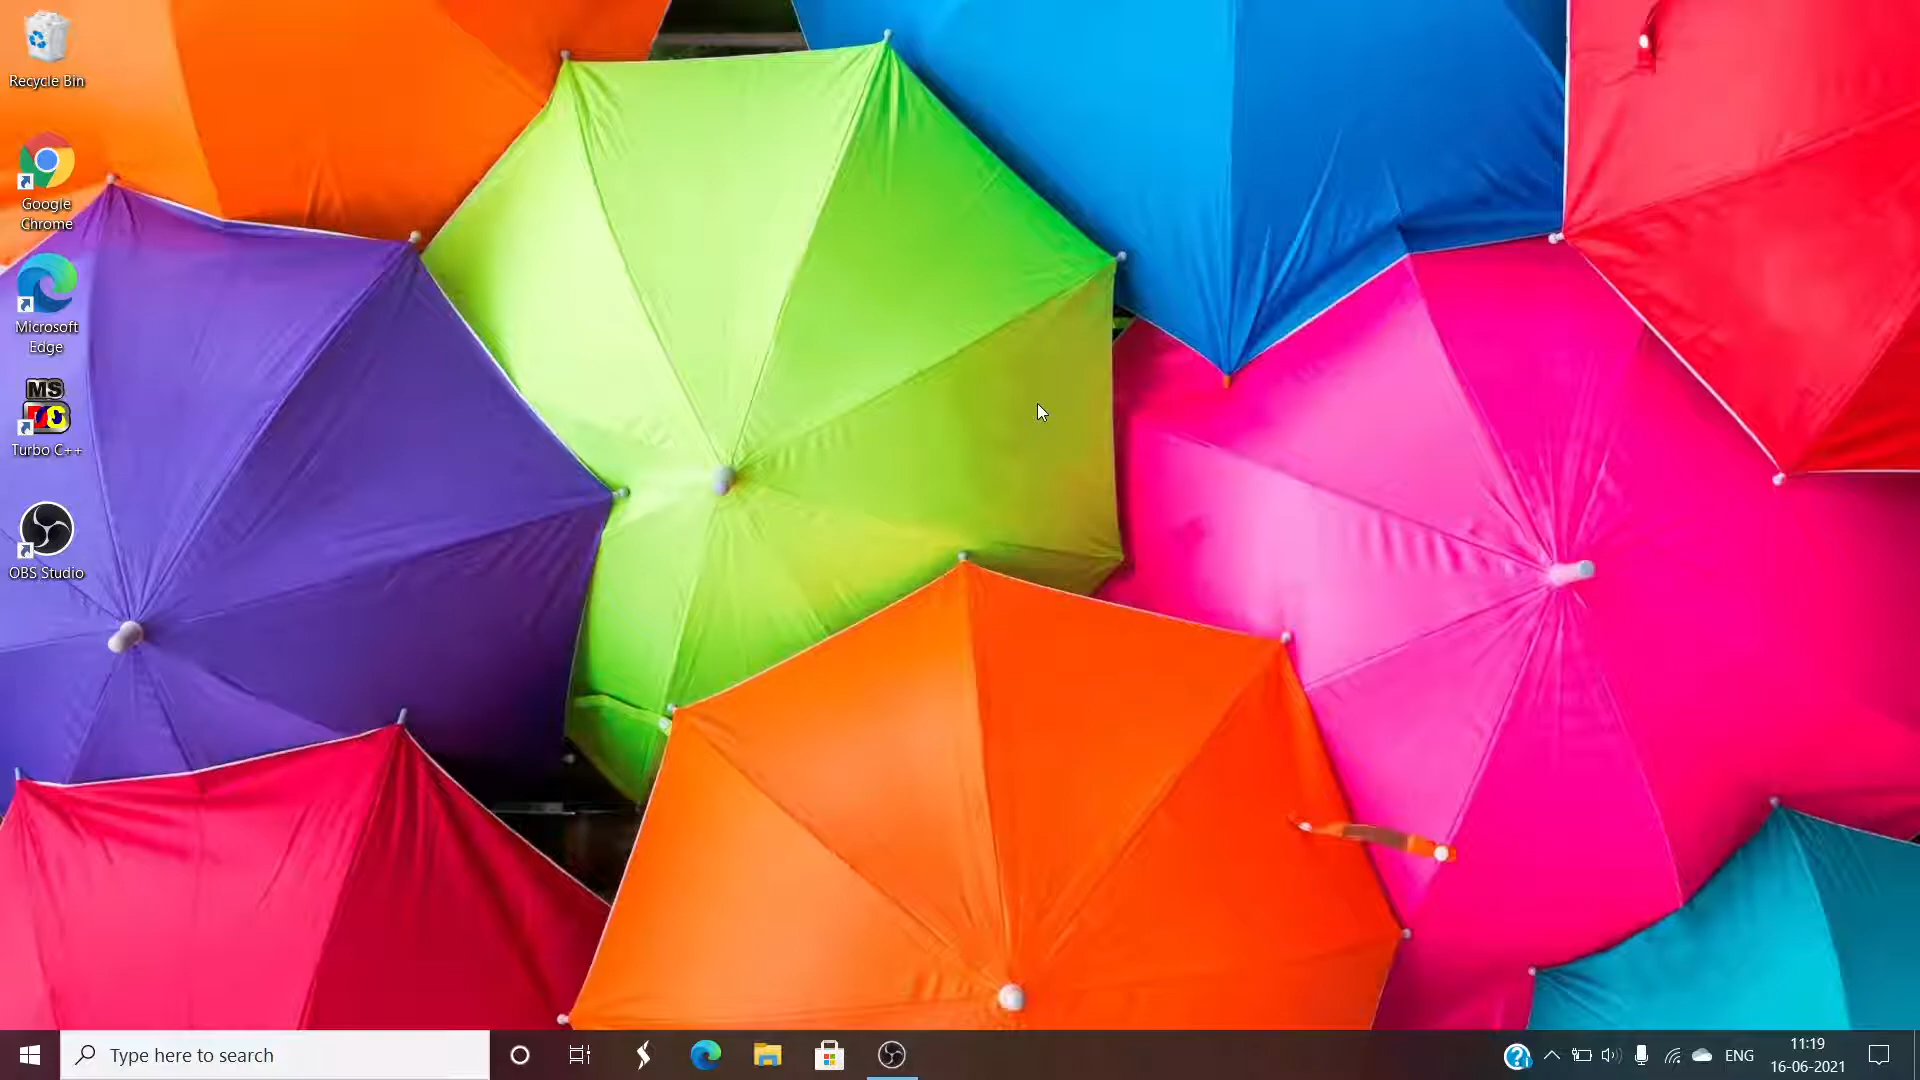 Recycle Bin
Google
Chrome
Microsoft
Edge
MS
Turbo C++
OBS Studio
Type here to search
ENG
11:19
16-06-2021